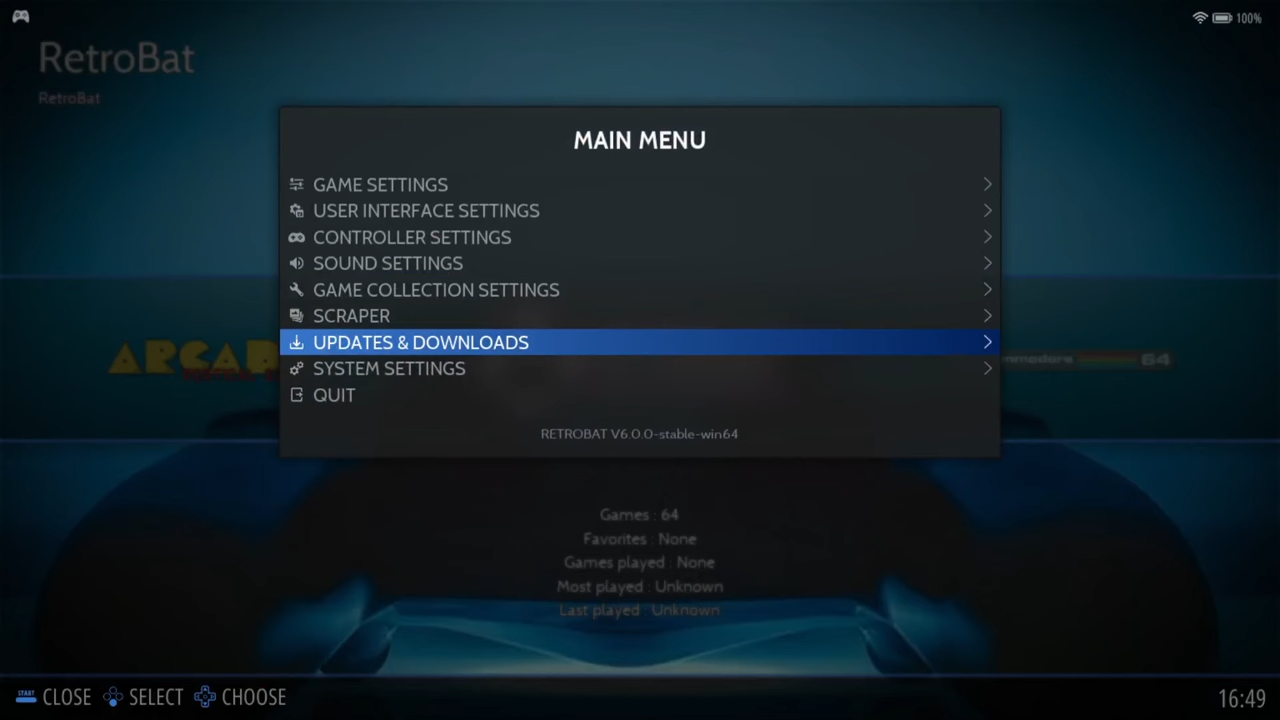 100%
RetroBat
RetroBat
MAIN MENU
GAME SETTINGS
USER INTERFACE SETTINGS
CONTROLLER SETTINGS
SOUND SETTINGS
GAME COLLECTION SETTINGS
SCRAPER
UPDATES & DOWNLOADS
SYSTEM SETTINGS
QUIT
RETROBAT V6.0.0-stable-win64
64
Games : 64
Favorites : None
Games played : None
Most played : Unknown
Last played : Unknown
START CLOSE SELECT CHOOSE
16:49